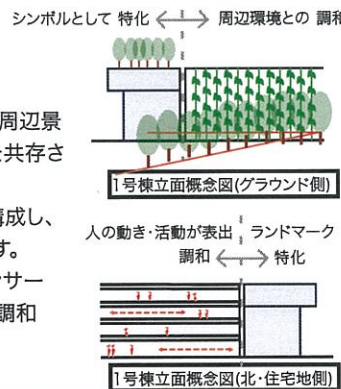 シンボルとして 特化 ←→ 周辺環境との 調和
周辺景
共存さ
1号棟立面概念図(グラウンド側)
構成し、
す。
サー
調和
人の動き・活動が表出 ランドマーク
調和 ←→ 特化
1号棟立面概念図(北・住宅地側)